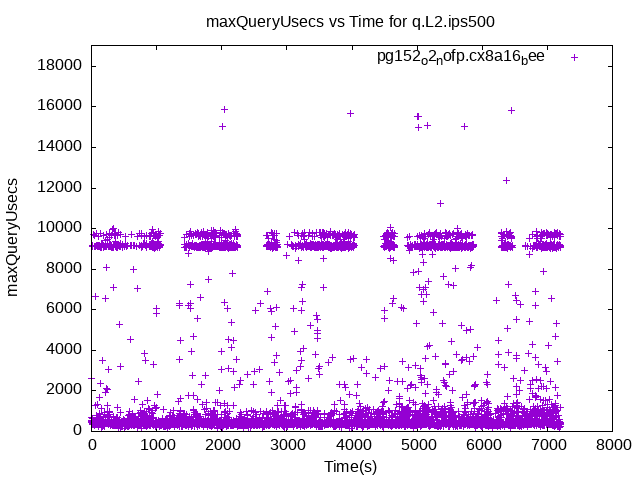 maxQueryUsecs vs Time for q.L2.ips500
pg152o2nofp.cx8a16bee
18000
16000
14000
12000
10000
8000
6000
4000
2000
0
maxQueryUsecs
0 1000 2000 3000 4000 5000 6000 7000 8000
Time(s)